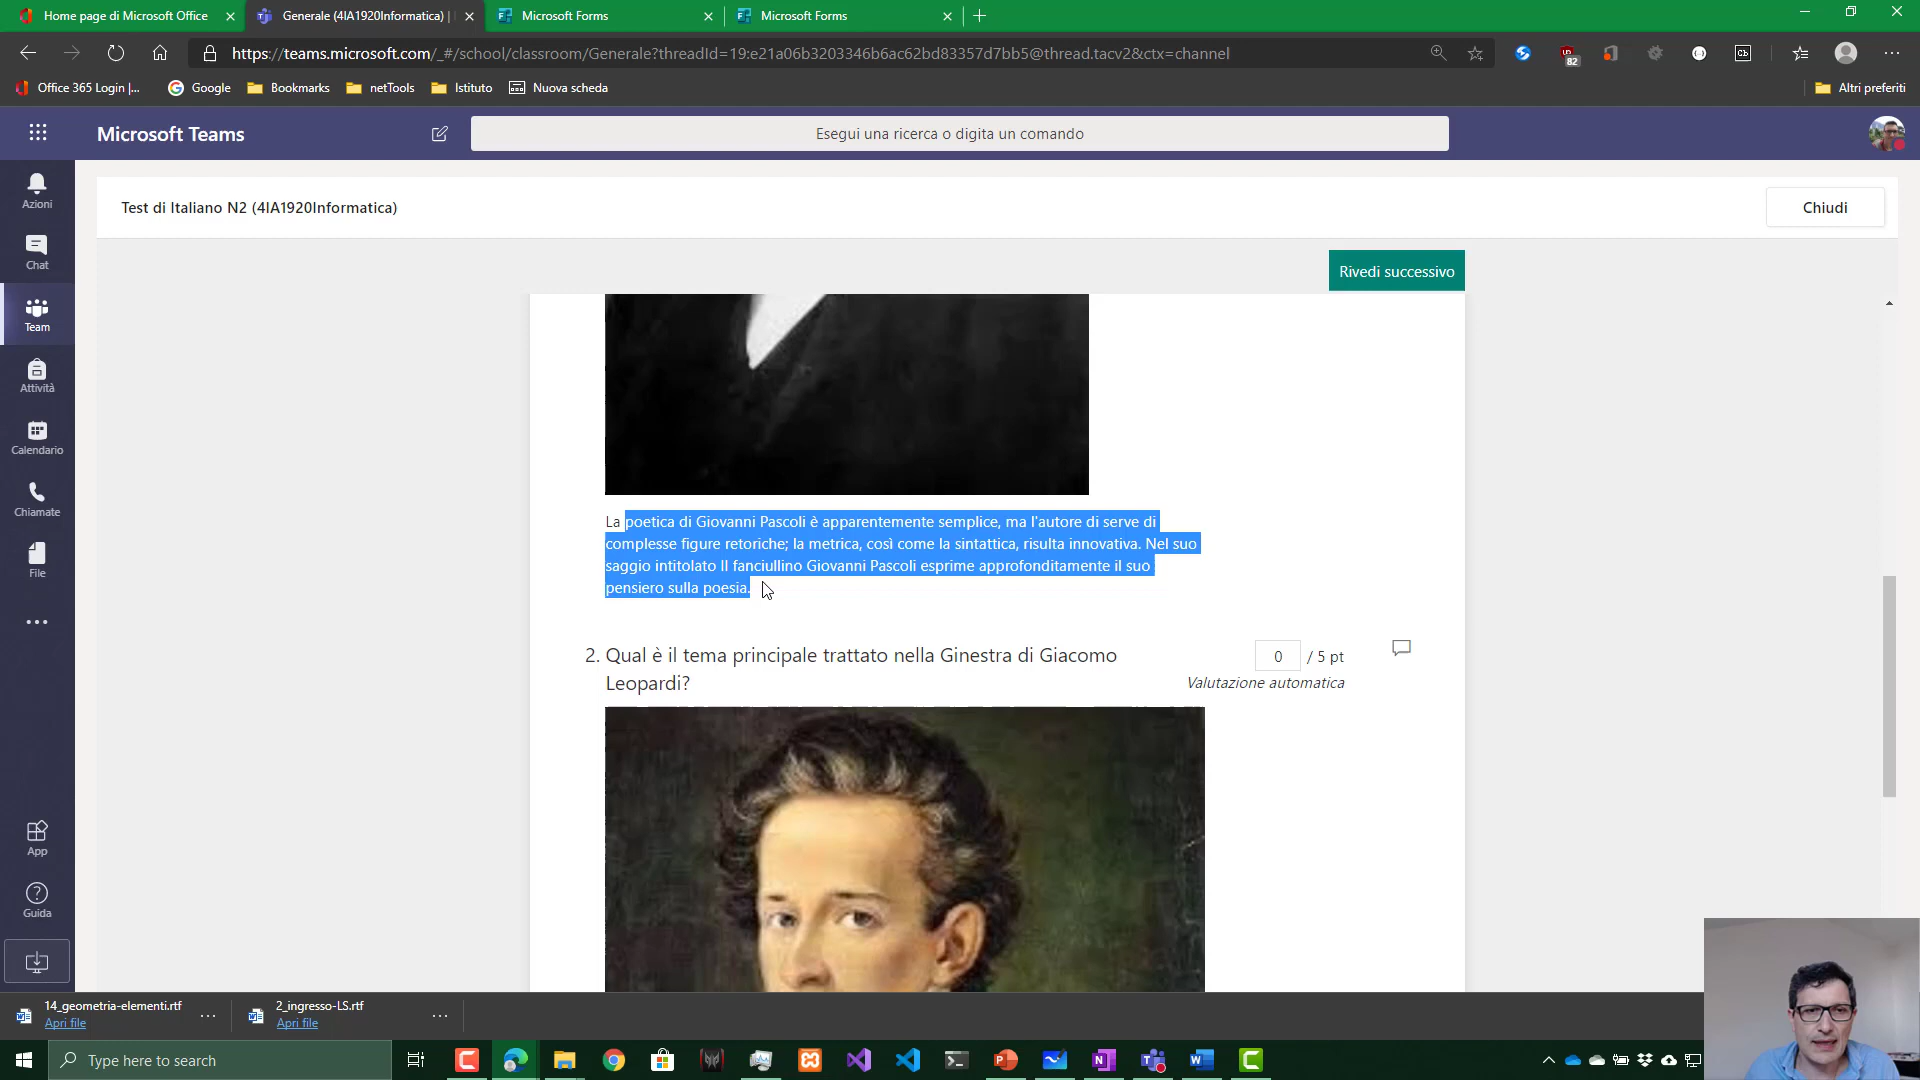 Home page di Microsoft Office
Generale (4IA1920Informatica) |
Microsoft Forms
Microsoft Forms
https://teams.microsoft.com/_#/school/classroom/Generale?threadId=19:e21a06b3203346b6ac62bd83357d7bb5@thread.tacv2&ctx=channel
82
Office 365 Login |...
Google
Bookmarks
netTools
Istituto
Nuova scheda
Altri preferiti
Microsoft Teams
Esegui una ricerca o digita un comando
Azioni
Chat
Team
Attività
Calendario
Chiamate
File
App
Guida
Test di Italiano N2 (4IA1920Informatica)
Chiudi
Rivedi successivo
La poetica di Giovanni Pascoli è apparentemente semplice, ma l'autore di serve di
complesse figure retoriche; la metrica, così come la sintattica, risulta innovativa. Nel suo
saggio intitolato Il fanciullino Giovanni Pascoli esprime approfonditamente il suo
pensiero sulla poesia.
2. Qual è il tema principale trattato nella Ginestra di Giacomo
Leopardi?
0 / 5 pt
Valutazione automatica
14_geometria-elementi.rtf
Apri file
2_ingresso-LS.rtf
Apri file
Type here to search